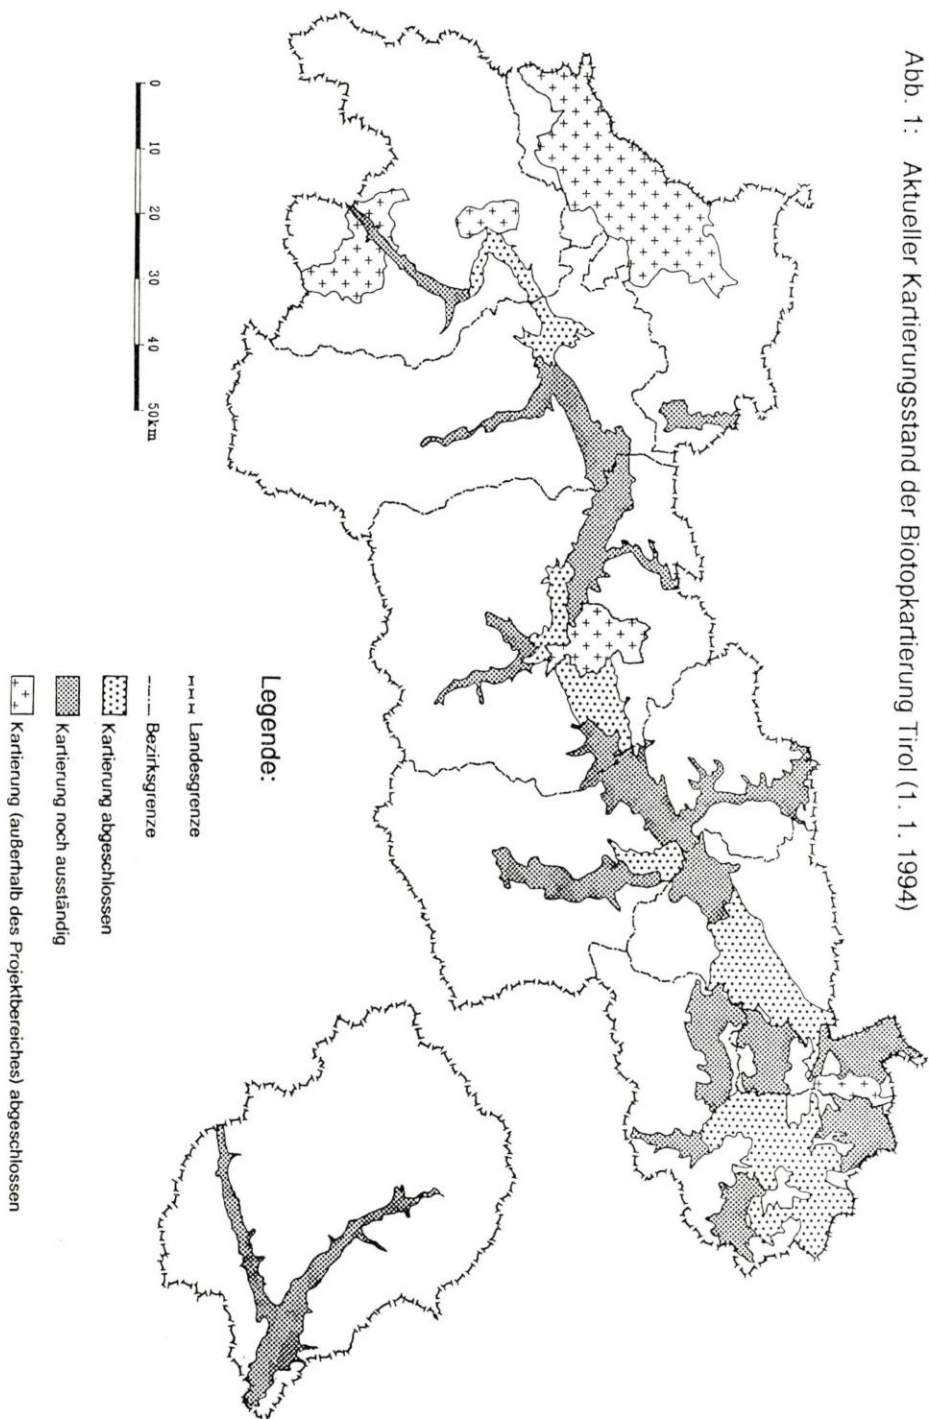 Abb. 1: Aktueller Kartierungsstand der Biotopkartierung Tirol (1. 1. 1994)
0 10 20 30 40 50km
Legende:
Landesgrenze
Bezirksgrenze
Kartierung abgeschlossen
Kartierung noch ausständig
Kartierung (außerhalb des Projektbereiches) abgeschlossen